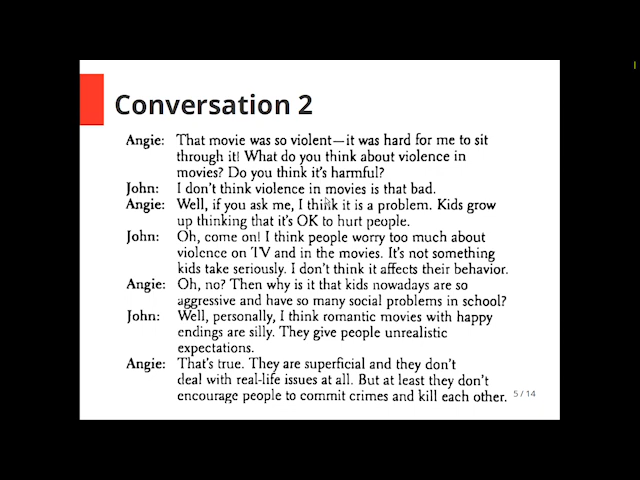 Conversation 2
Angie: That movie was so violent—it was hard for me to sit
through it! What do you think about violence in
movies? Do you think it's harmful?
John: I don't think violence in movies is that bad.
Angie: Well, if you ask me, I think it is a problem. Kids grow
up thinking that it's OK to hurt people.
John: Oh, come on! I think people worry too much about
violence on TV and in the movies. It's not something
kids take seriously. I don't think it affects their behavior.
Angie: Oh, no? Then why is it that kids nowadays are so
aggressive and have so many social problems in school?
John: Well, personally, I think romantic movies with happy
endings are silly. They give people unrealistic
expectations.
Angie: That's true. They are superficial and they don't
deal with real-life issues at all. But at least they don't
encourage people to commit crimes and kill each other.
5 / 14